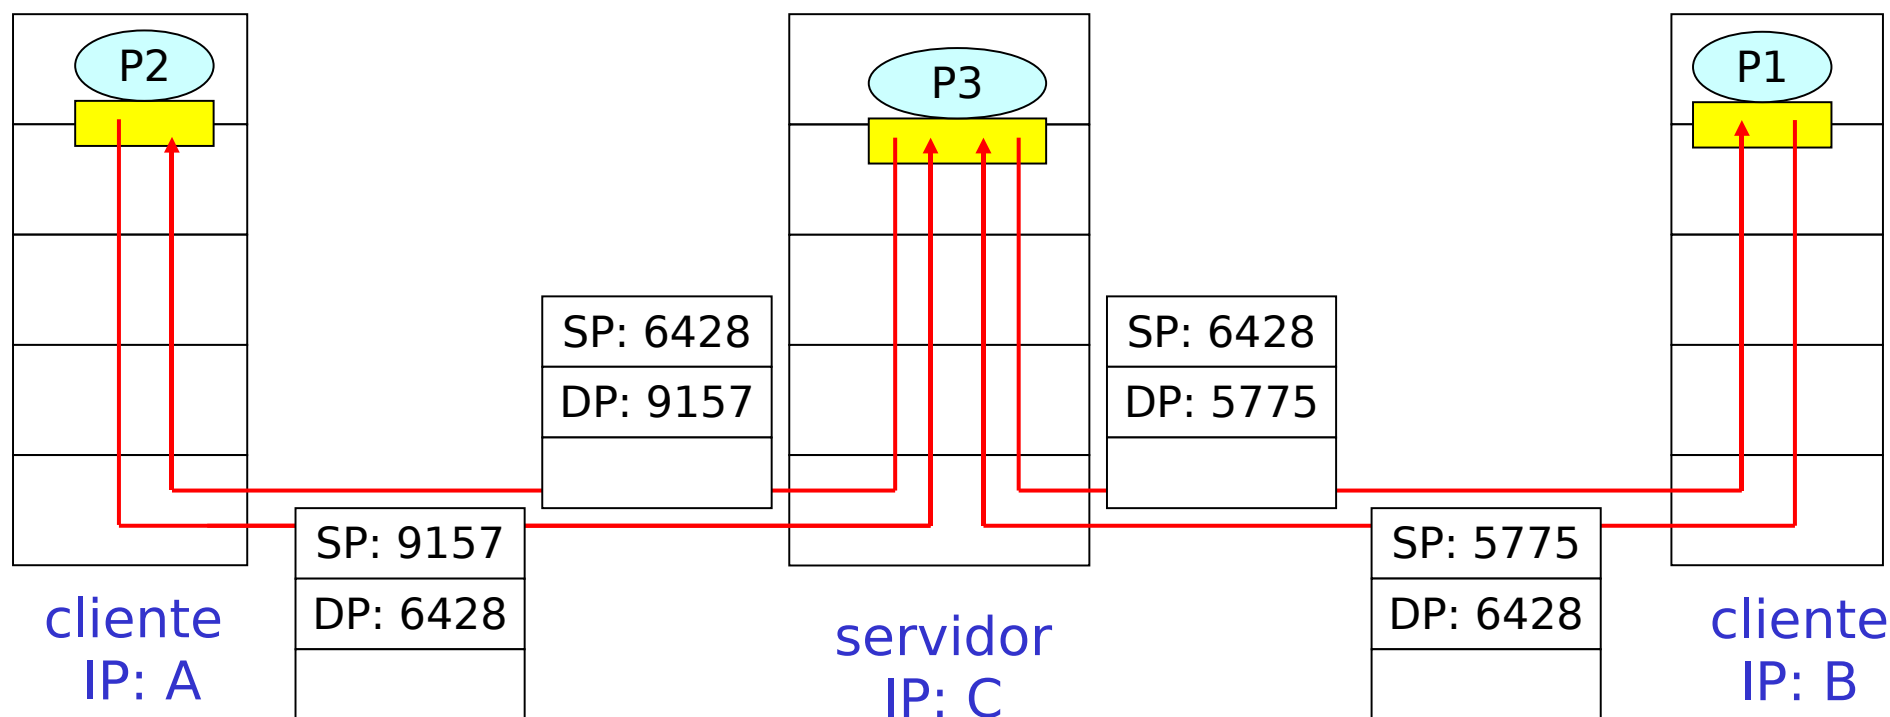 P2
P3
P1
SP: 6428
DP: 9157
SP: 6428
DP: 5775
SP: 9157
DP: 6428
SP: 5775
DP: 6428
cliente
IP: A
servidor
IP: C
cliente
IP: B